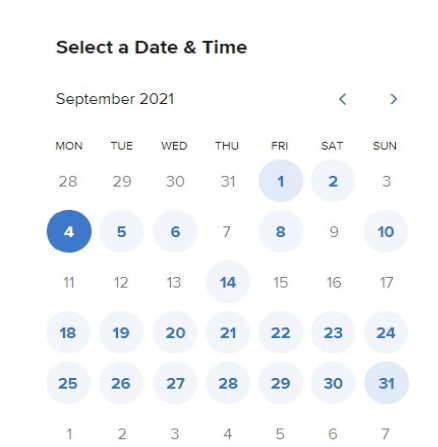 Select a Date & Time
September 2021
MON TUE WED THU FRI SAT SUN
28 29 30 31 1 2 3
4 5 6 7 8 9 10
11 12 13 14 15 16 17
18 19 20 21 22 23 24
25 26 27 28 29 30 31
1 2 3 4 5 6 7